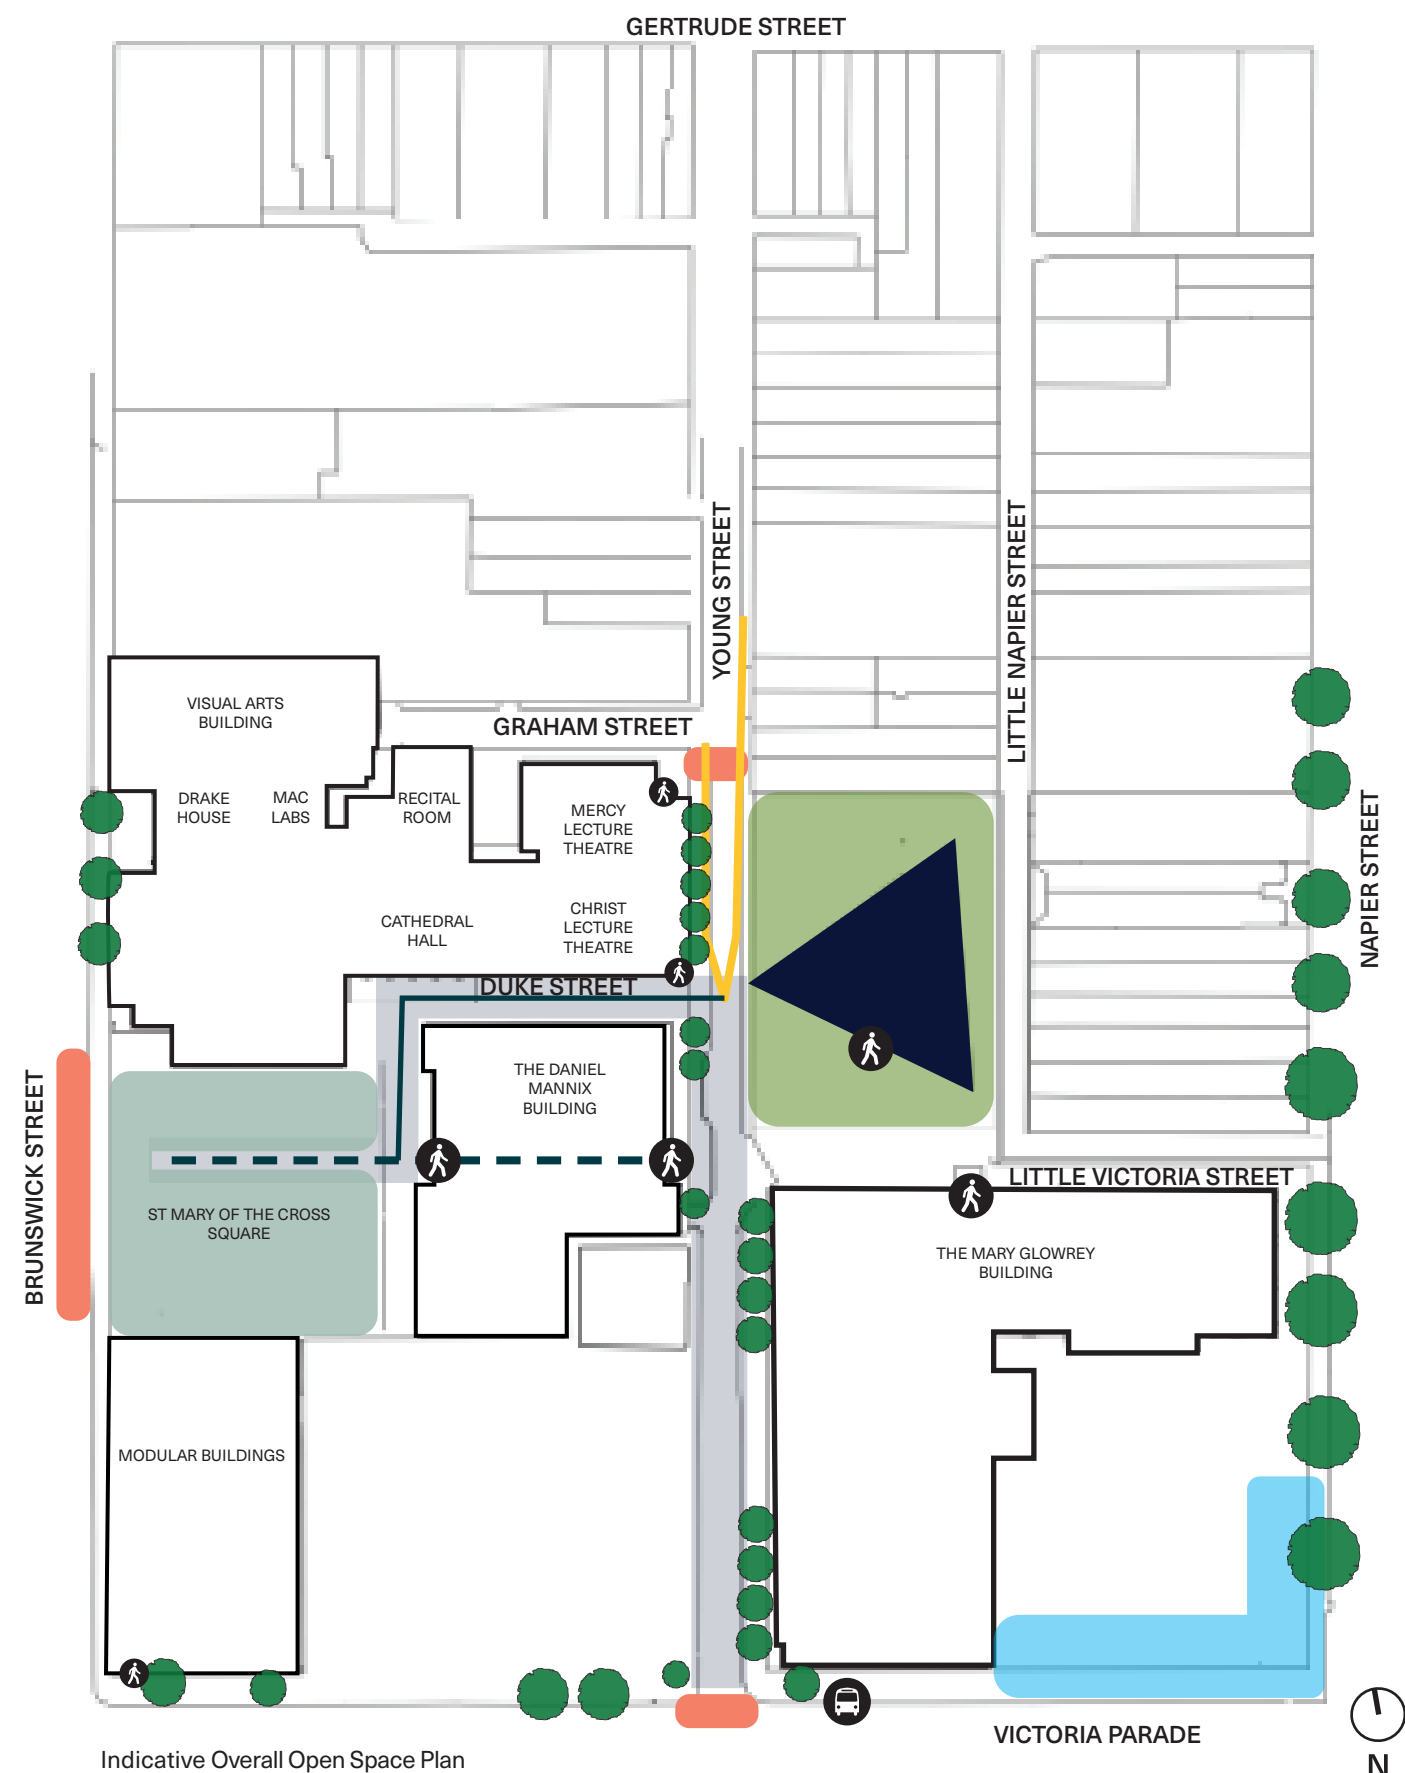 GERTRUDE STREET
YOUNG STREET
LITTLE NAPIER STREET
VISUAL ARTS
BUILDING
GRAHAM STREET
DRAKE
HOUSE
MAC
LABS
RECITAL
ROOM
MERCY
LECTURE
THEATRE
NAPIER STREET
CATHEDRAL
HALL
CHRIST
LECTURE
THEATRE
DUKE STREET
THE DANIEL
MANNIX
BUILDING
BRUNSWICK STREET
LITTLE VICTORIA STREET
ST MARY OF THE CROSS
SQUARE
THE MARY GLOWREY
BUILDING
MODULAR BUILDINGS
VICTORIA PARADE
Indicative Overall Open Space Plan
N